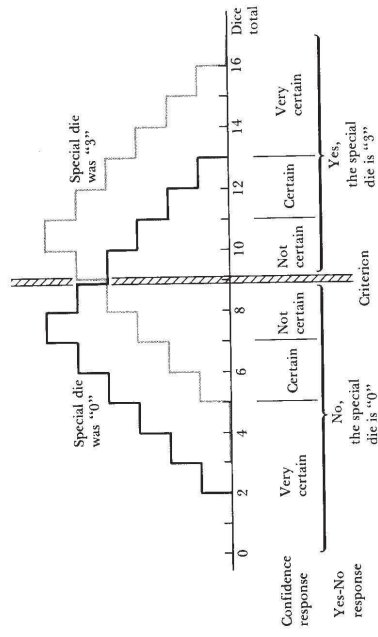 Special die
was "0"
Special die
was "3"
0
2
4
6
8
10
12
14
16
Dice
total
Confidence
response
Very
certain
Certain
Not
certain
Not
certain
Certain
Very
certain
Yes-No
response
No,
the special
die is "0"
Criterion
Yes,
the special
die is "3"